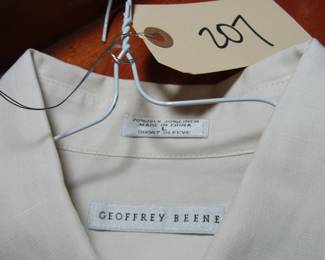 207
MADE IN CHINA
L
SHORT SLEEVE
GEOFFREY BEENE